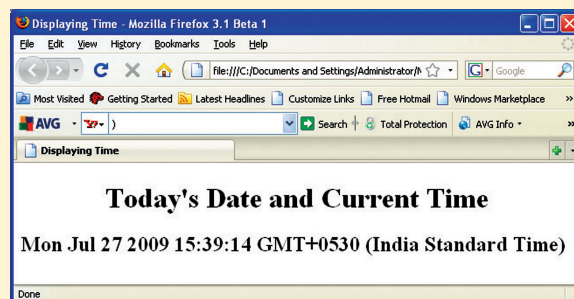 Displaying Time - Mozilla Firefox 3.1 Beta 1
File Edit View History Bookmarks Tools Help
file:///C:/Documents and Settings/Administrator/ Google
Most Visited Getting Started Latest Headlines Customize Links Free Hotmail Windows Marketplace »
AVG Y? ) Search Total Protection AVG Info »
Displaying Time
Today's Date and Current Time
Mon Jul 27 2009 15:39:14 GMT+0530 (India Standard Time)
Done